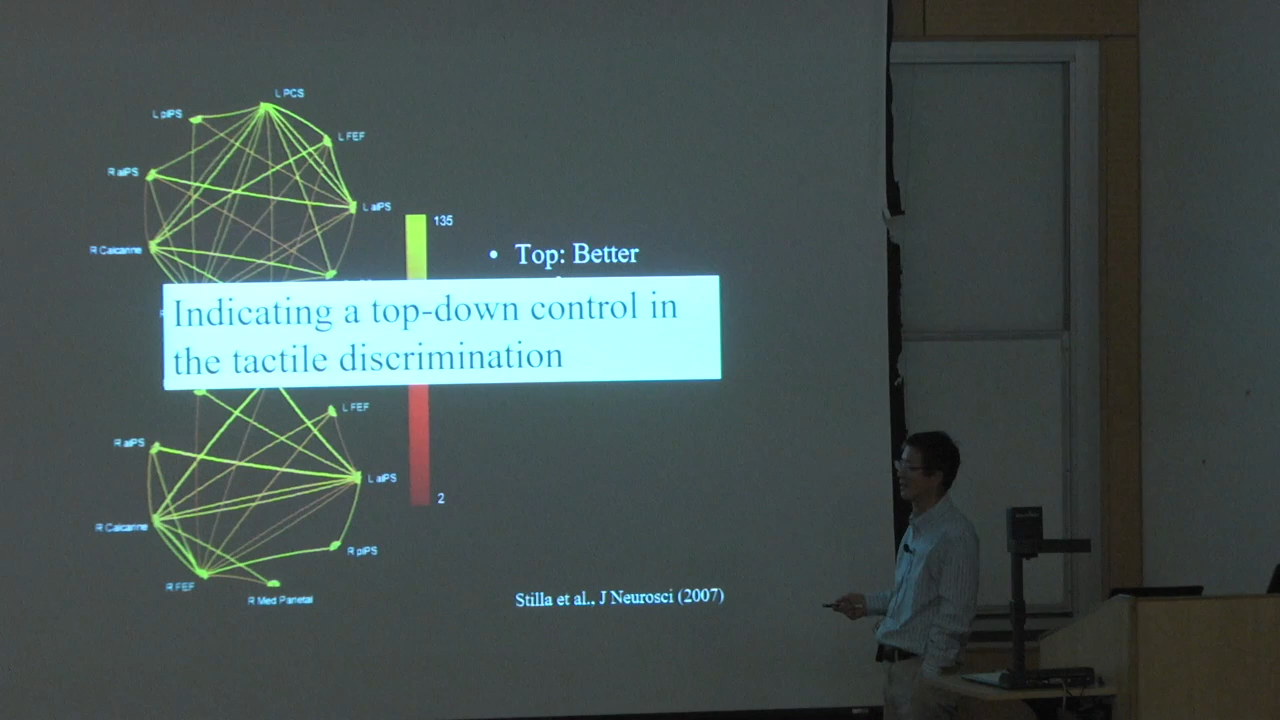 L PCS
L pIPS
L FEF
R aIPS
L aIPS
135
R Calcarine
• Top: Better
Indicating a top-down control in
the tactile discrimination
L FEF
R aIPS
L aIPS
2
R Calcarine
R pIPS
R FEF
R Med Parietal
Stilla et al., J Neurosci (2007)